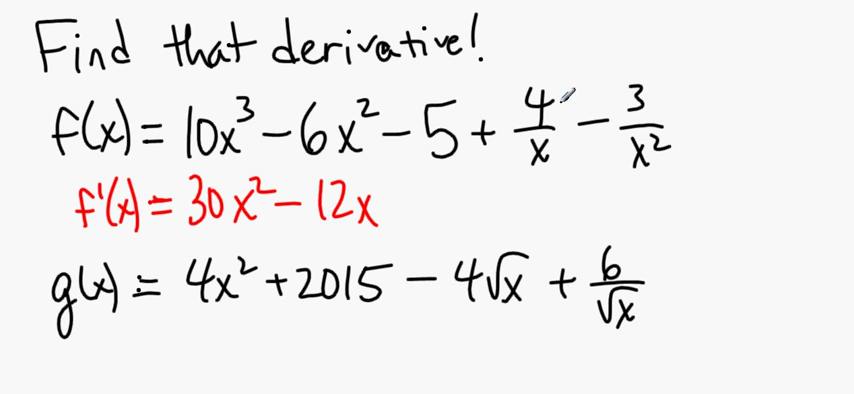 Find that derivative!
f(x) = 10x³ - 6x² - 5 + 4/x - 3/x²
f'(x) = 30x² - 12x
g(x) = 4x² + 2015 - 4√x + 6/√x